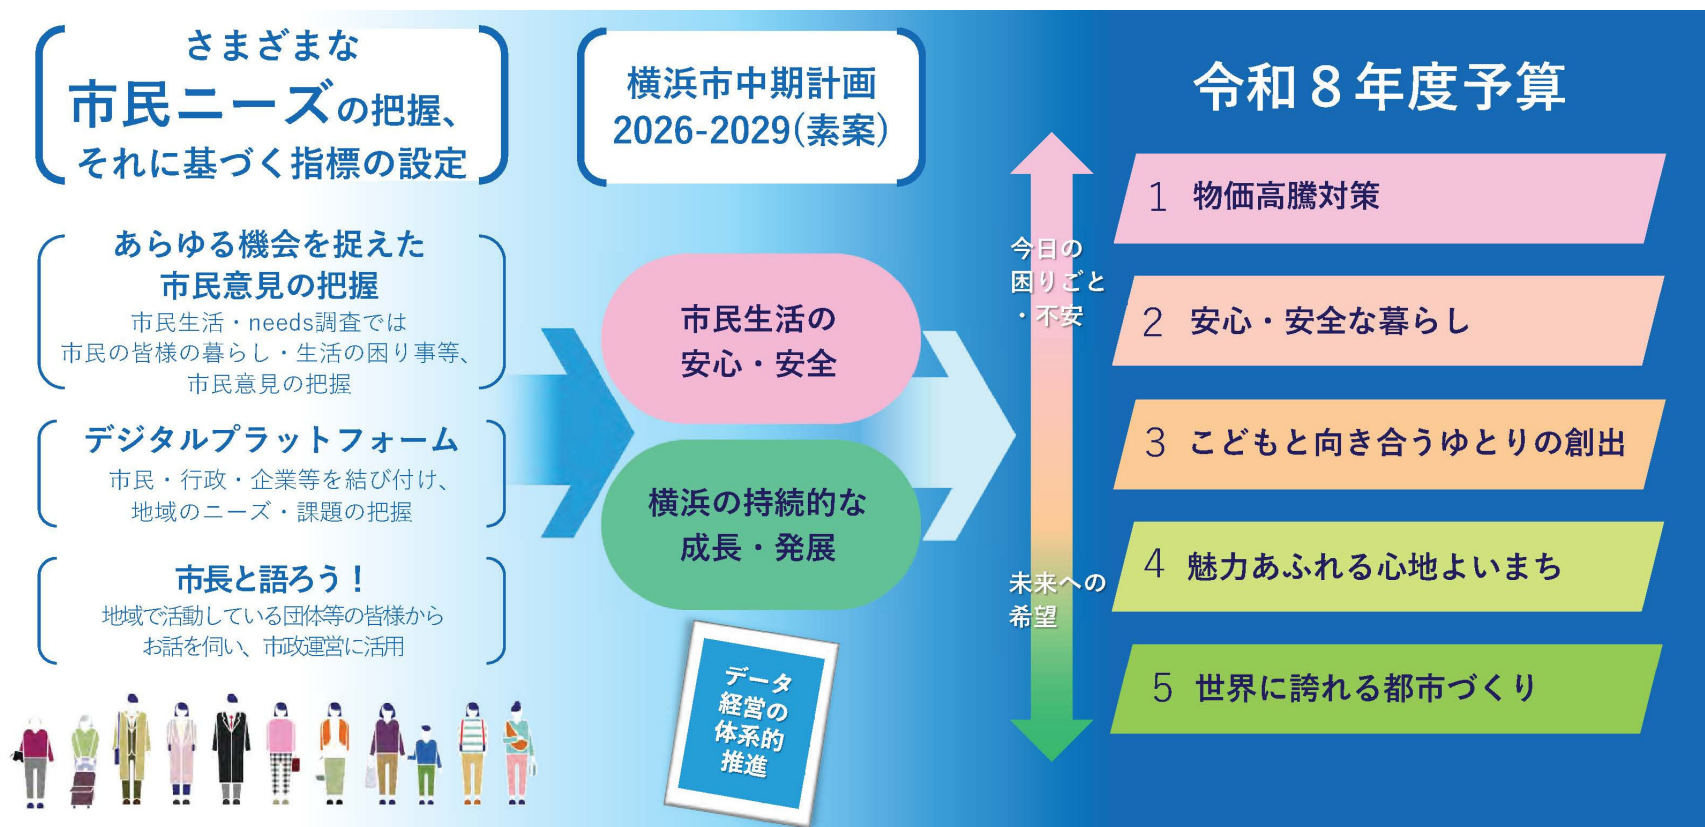 さまざまな
市民ニーズの把握、
それに基づく指標の設定
あらゆる機会を捉えた
市民意見の把握
市民生活・needs調査では
市民の皆様の暮らし・生活の困り事等、
市民意見の把握
デジタルプラットフォーム
市民・行政・企業等を結び付け、
地域のニーズ・課題の把握
市長と語ろう！
地域で活動している団体等の皆様から
お話を伺い、市政運営に活用
横浜市中期計画
2026-2029(素案)
市民生活の
安心・安全
横浜の持続的な
成長・発展
データ
経営の
体系的
推進
今日の
困りごと
・不安
未来への
希望
令和８年度予算
1 物価高騰対策
2 安心・安全な暮らし
3 こどもと向き合うゆとりの創出
4 魅力あふれる心地よいまち
5 世界に誇れる都市づくり